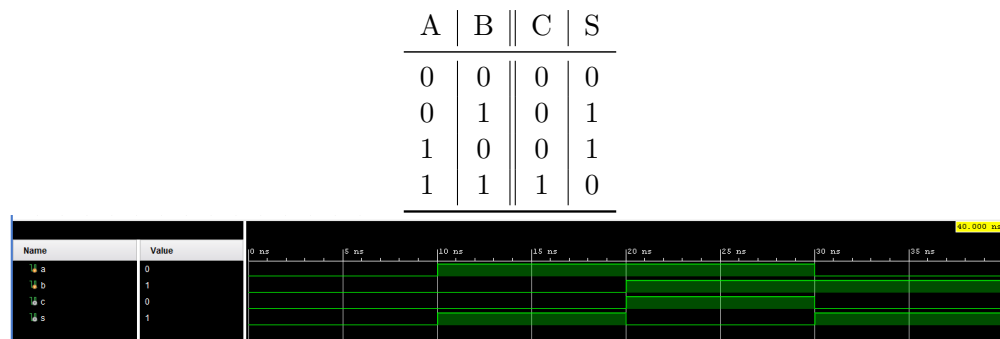 A B C S
0 0 0 0
0 1 0 1
1 0 0 1
1 1 1 0
40.000 ns
Name Value 0 ns 5 ns 10 ns 15 ns 20 ns 25 ns 30 ns 35 ns
a 0
b 1
c 0
s 1